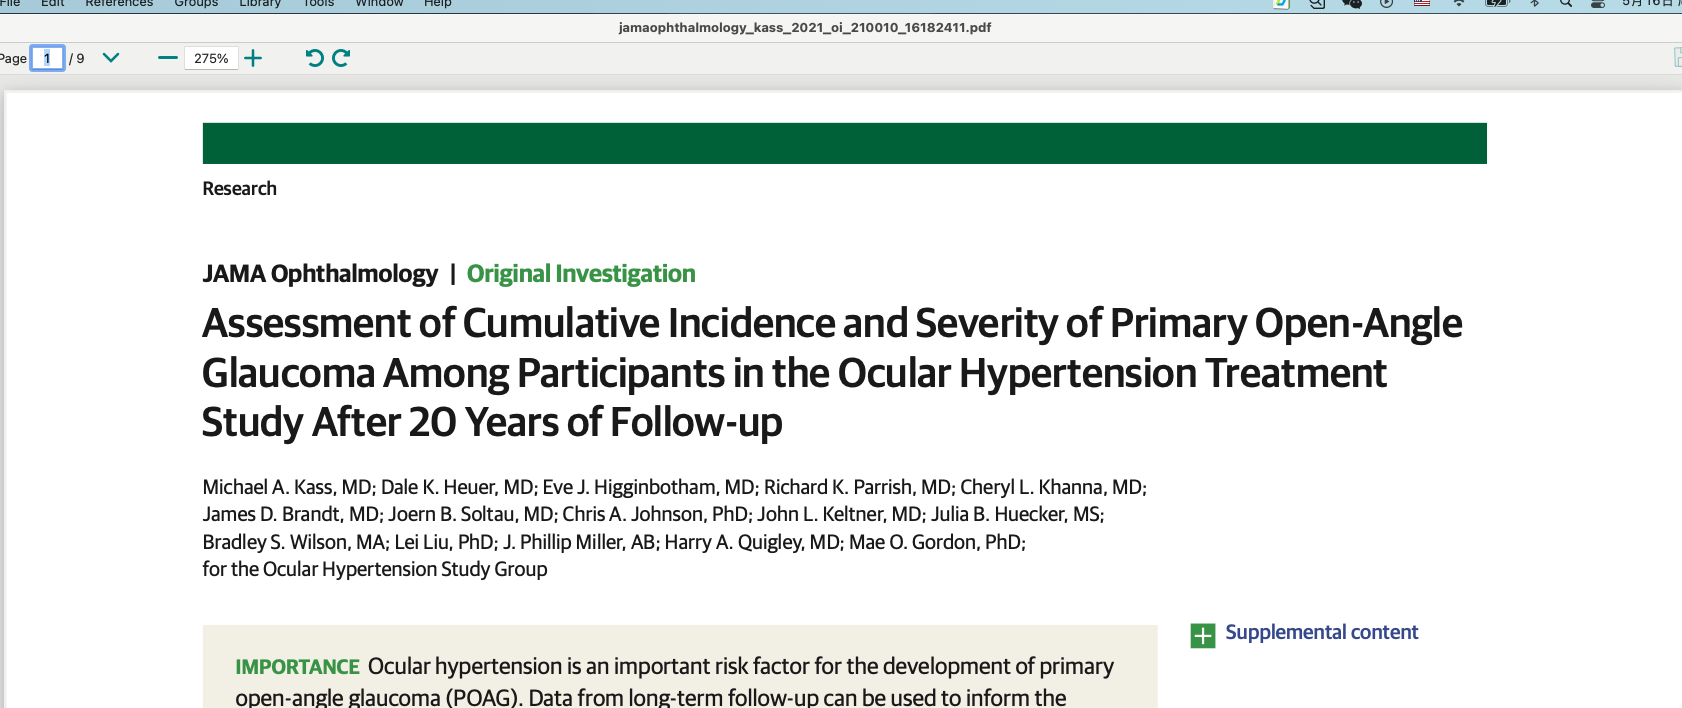 File Edit References Groups Library Tools Window Help 5月16日
jamaophthalmology_kass_2021_oi_210010_16182411.pdf
Page 1 / 9 275%
Research
JAMA Ophthalmology | Original Investigation
Assessment of Cumulative Incidence and Severity of Primary Open-Angle
Glaucoma Among Participants in the Ocular Hypertension Treatment
Study After 20 Years of Follow-up
Michael A. Kass, MD; Dale K. Heuer, MD; Eve J. Higginbotham, MD; Richard K. Parrish, MD; Cheryl L. Khanna, MD;
James D. Brandt, MD; Joern B. Soltau, MD; Chris A. Johnson, PhD; John L. Keltner, MD; Julia B. Huecker, MS;
Bradley S. Wilson, MA; Lei Liu, PhD; J. Phillip Miller, AB; Harry A. Quigley, MD; Mae O. Gordon, PhD;
for the Ocular Hypertension Study Group
Supplemental content
IMPORTANCE Ocular hypertension is an important risk factor for the development of primary
open-angle glaucoma (POAG). Data from long-term follow-up can be used to inform the